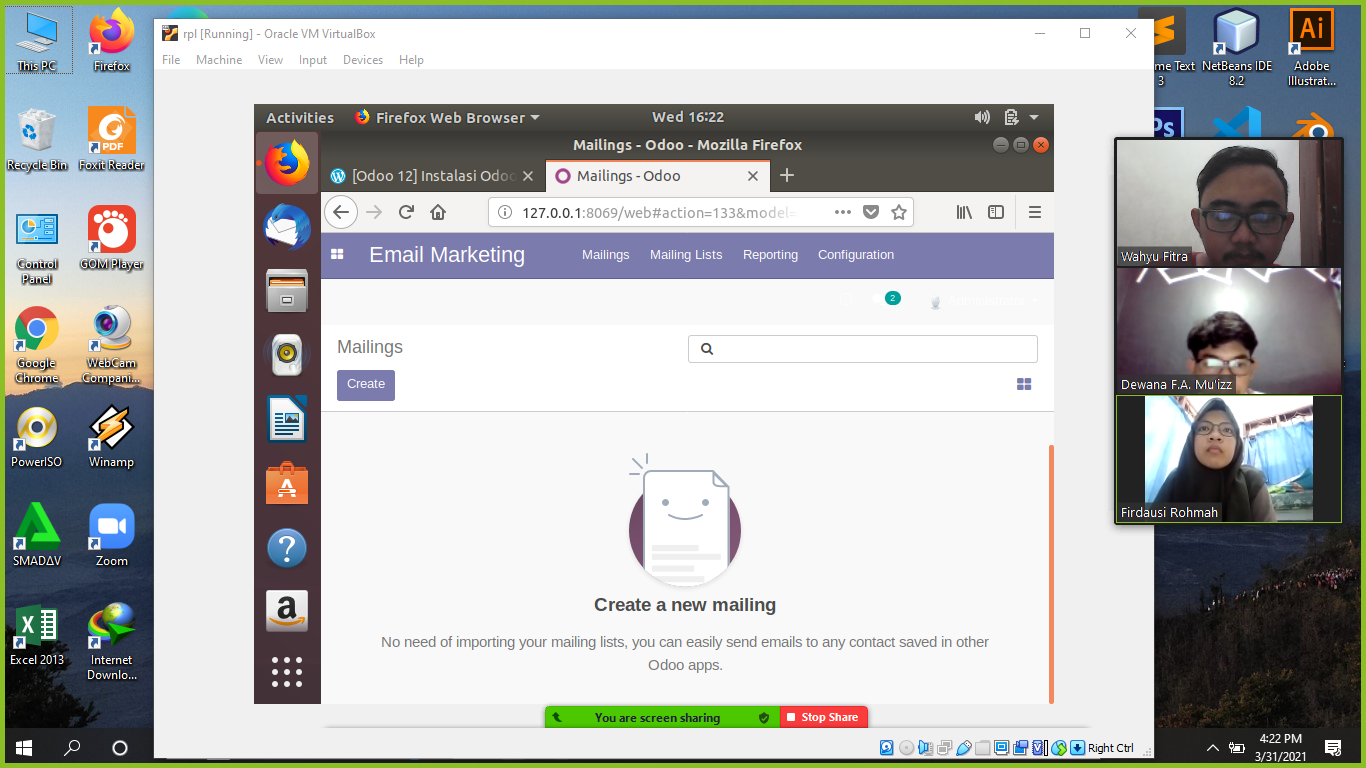 This PC
Firefox
Recycle Bin
Foxit Reader
PDF
Control
Panel
GOM Player
Google
Chrome
WebCam
Compani...
PowerISO
Winamp
SMADΔV
Zoom
Excel 2013
Internet
Downlo...
rpl [Running] - Oracle VM VirtualBox
File Machine View Input Devices Help
Activities Firefox Web Browser Wed 16:22
Mailings - Odoo - Mozilla Firefox
[Odoo 12] Instalasi Odoo
Mailings - Odoo
127.0.0.1:8069/web#action=133&model=
Email Marketing Mailings Mailing Lists Reporting Configuration
2 Administrator
Mailings
Create
Create a new mailing
No need of importing your mailing lists, you can easily send emails to any contact saved in other
Odoo apps.
You are screen sharing Stop Share
Right Ctrl
me Text
3
NetBeans IDE
8.2
Ai
Adobe
Illustrat...
Ps
Wahyu Fitra
Dewana F.A. Mu'izz
Firdausi Rohmah
4:22 PM
3/31/2021